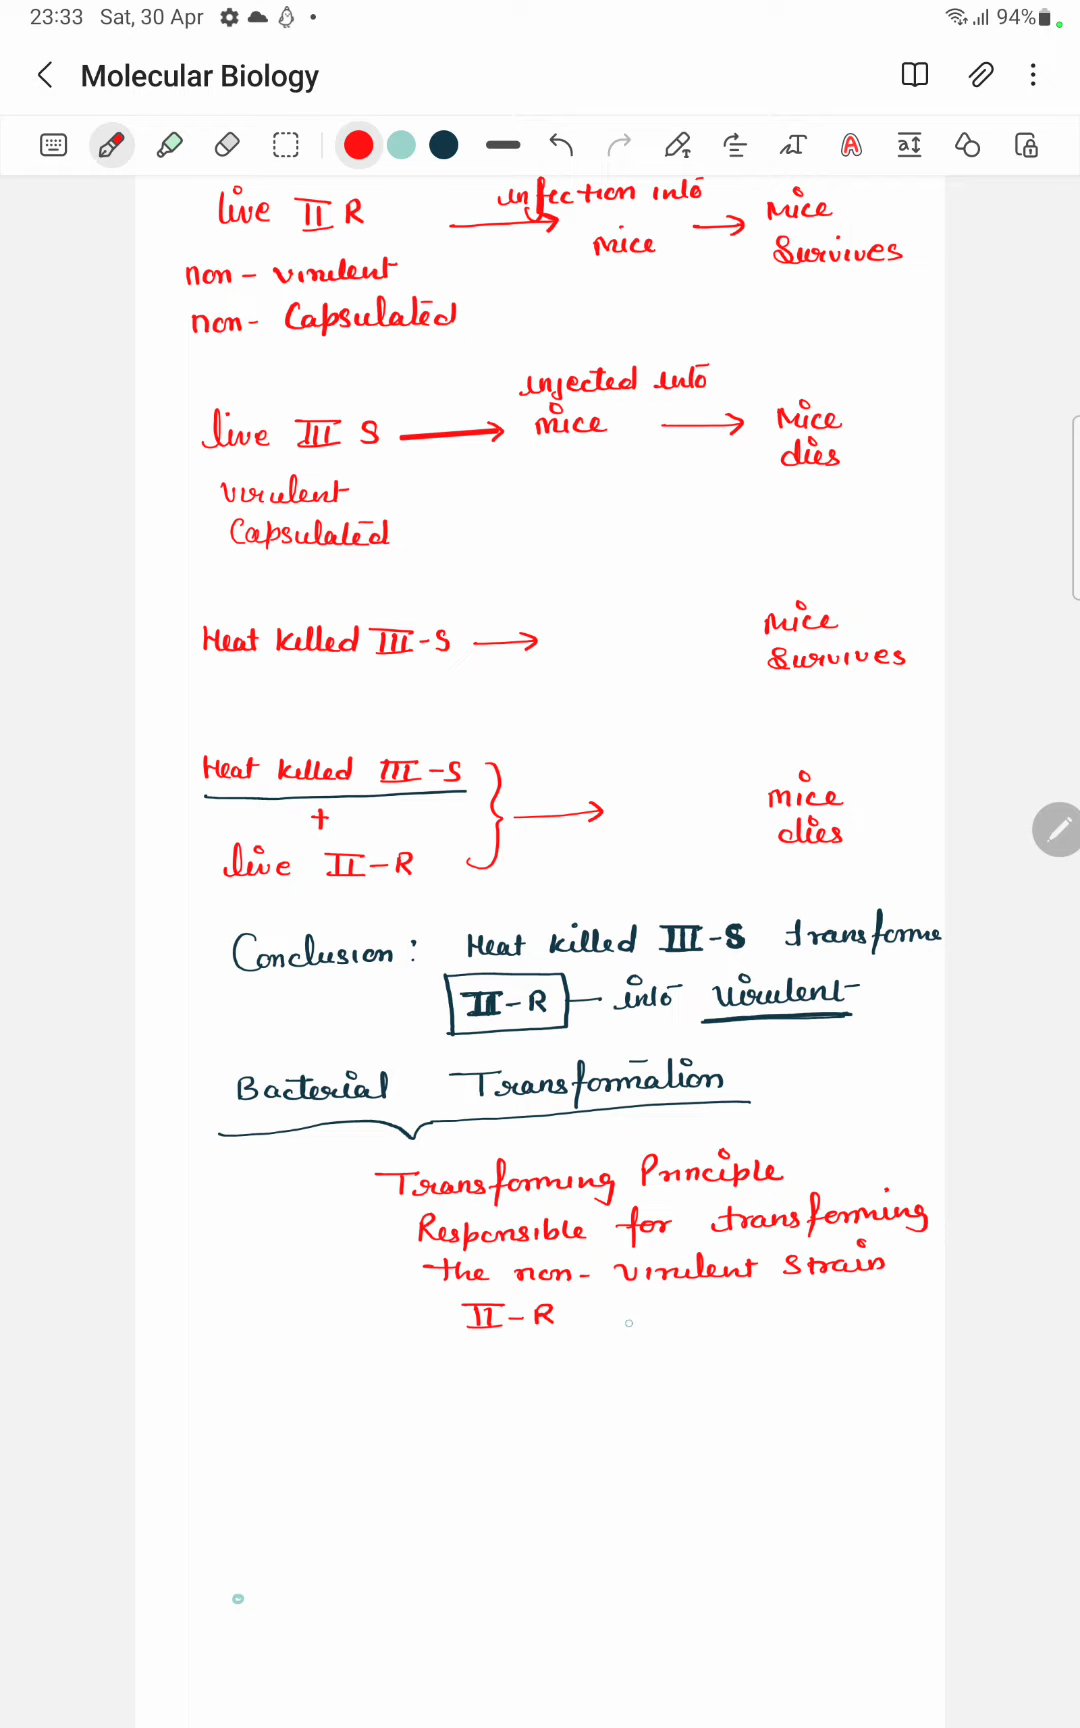 23:33 Sat, 30 Apr 94%
Molecular Biology
live II R infection into Mice
mice Survives
non - virulent
non - Capsulated
injected into
live III S mice Mice
dies
virulent
Capsulated
Heat killed III-S Mice
Survives
Heat killed III-S mice
+ dies
live II-R
Conclusion : Heat killed III-S transforme
II-R into virulent
Bacterial Transformation
Transforming Principle
Responsible for transforming
the non- virulent Strain
II-R